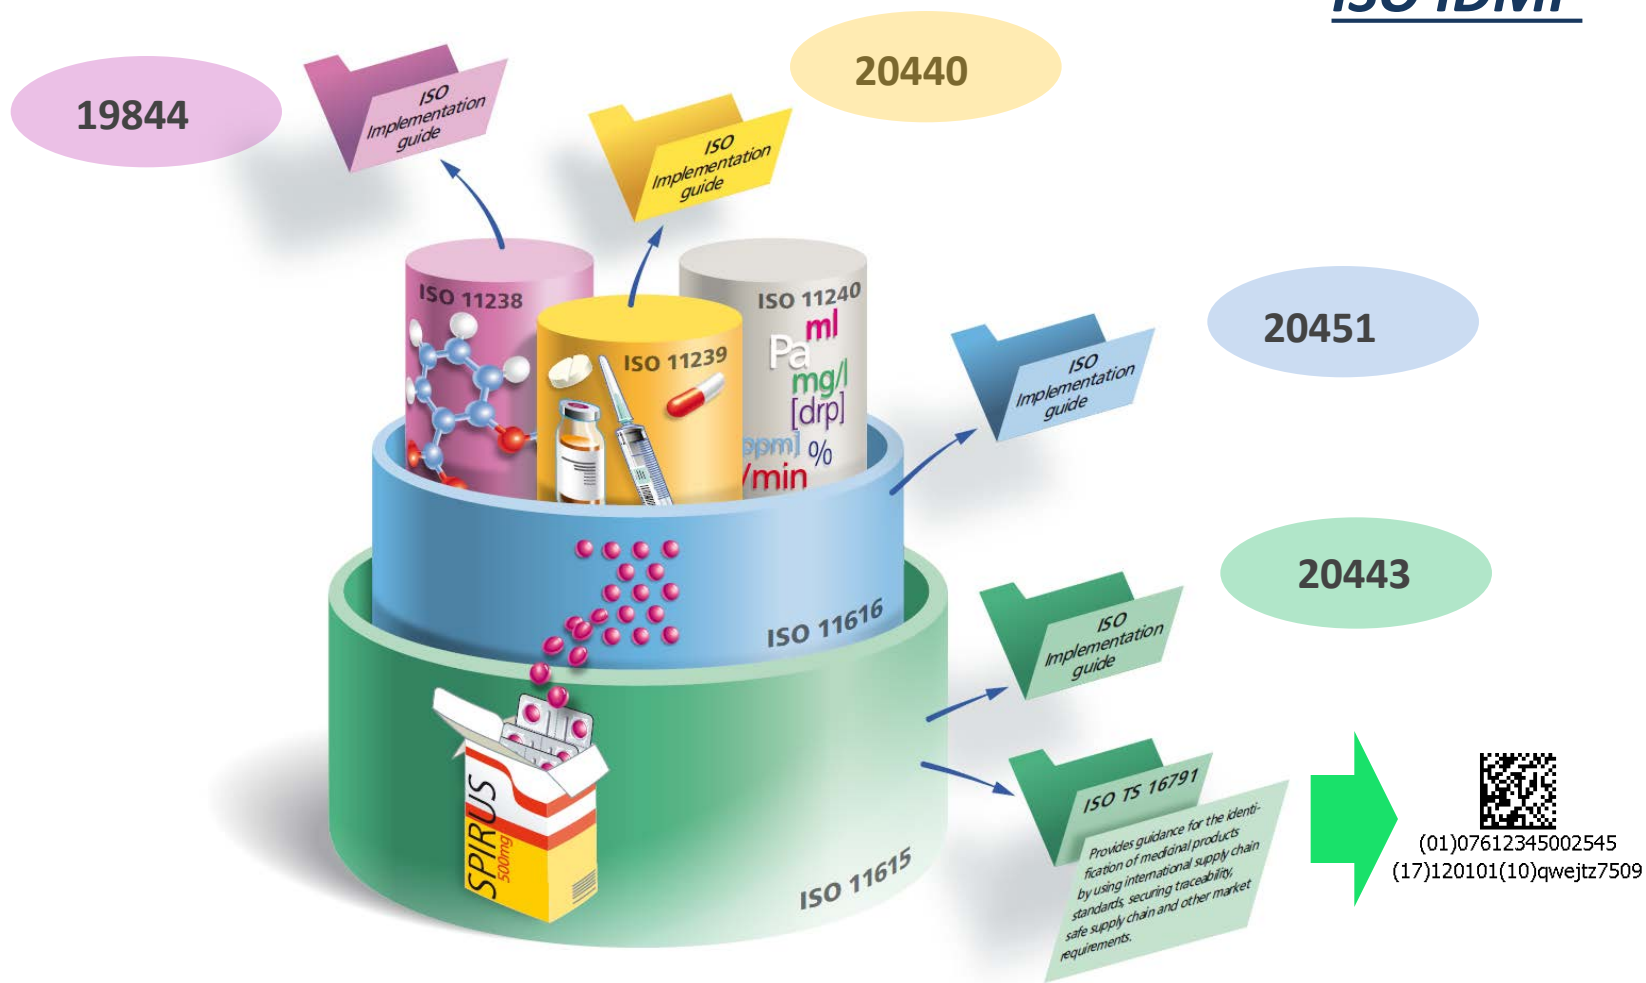 ISO IDMP
20440
19844
ISO
Implementation
guide
ISO
Implementation
guide
ISO 11238
ISO 11240
ml
Pa
mg/l
[drp]
ppm]
%
/min
ISO 11239
20451
ISO
Implementation
guide
20443
ISO 11616
ISO
Implementation
guide
SPIRUS
500mg
ISO 11615
ISO TS 16791
Provides guidance for the identi-
fication of medicinal products
by using international supply chain
standards, securing traceability,
safe supply chain and other market
requirements.
(01)07612345002545
(17)120101(10)qwejtz7509